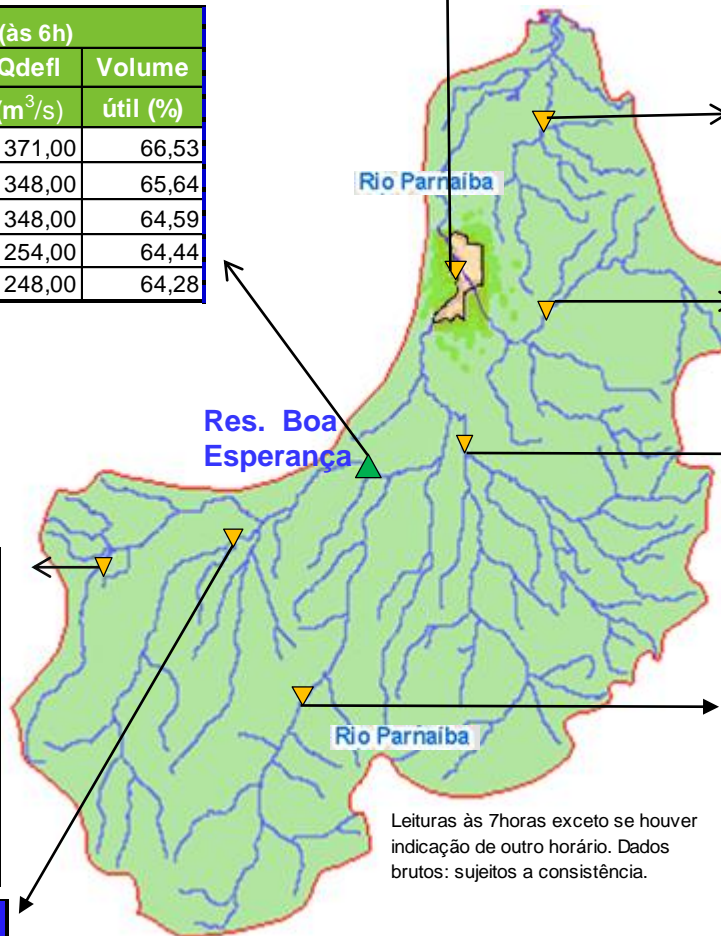 (às 6h)
Qdefl Volume
(m³/s) útil (%)
371,00 66,53
348,00 65,64
348,00 64,59
254,00 64,44
248,00 64,28
Rio Parnaíba
Res. Boa
Esperança
Rio Parnaíba
Leituras às 7horas exceto se houver
indicação de outro horário. Dados
brutos: sujeitos a consistência.